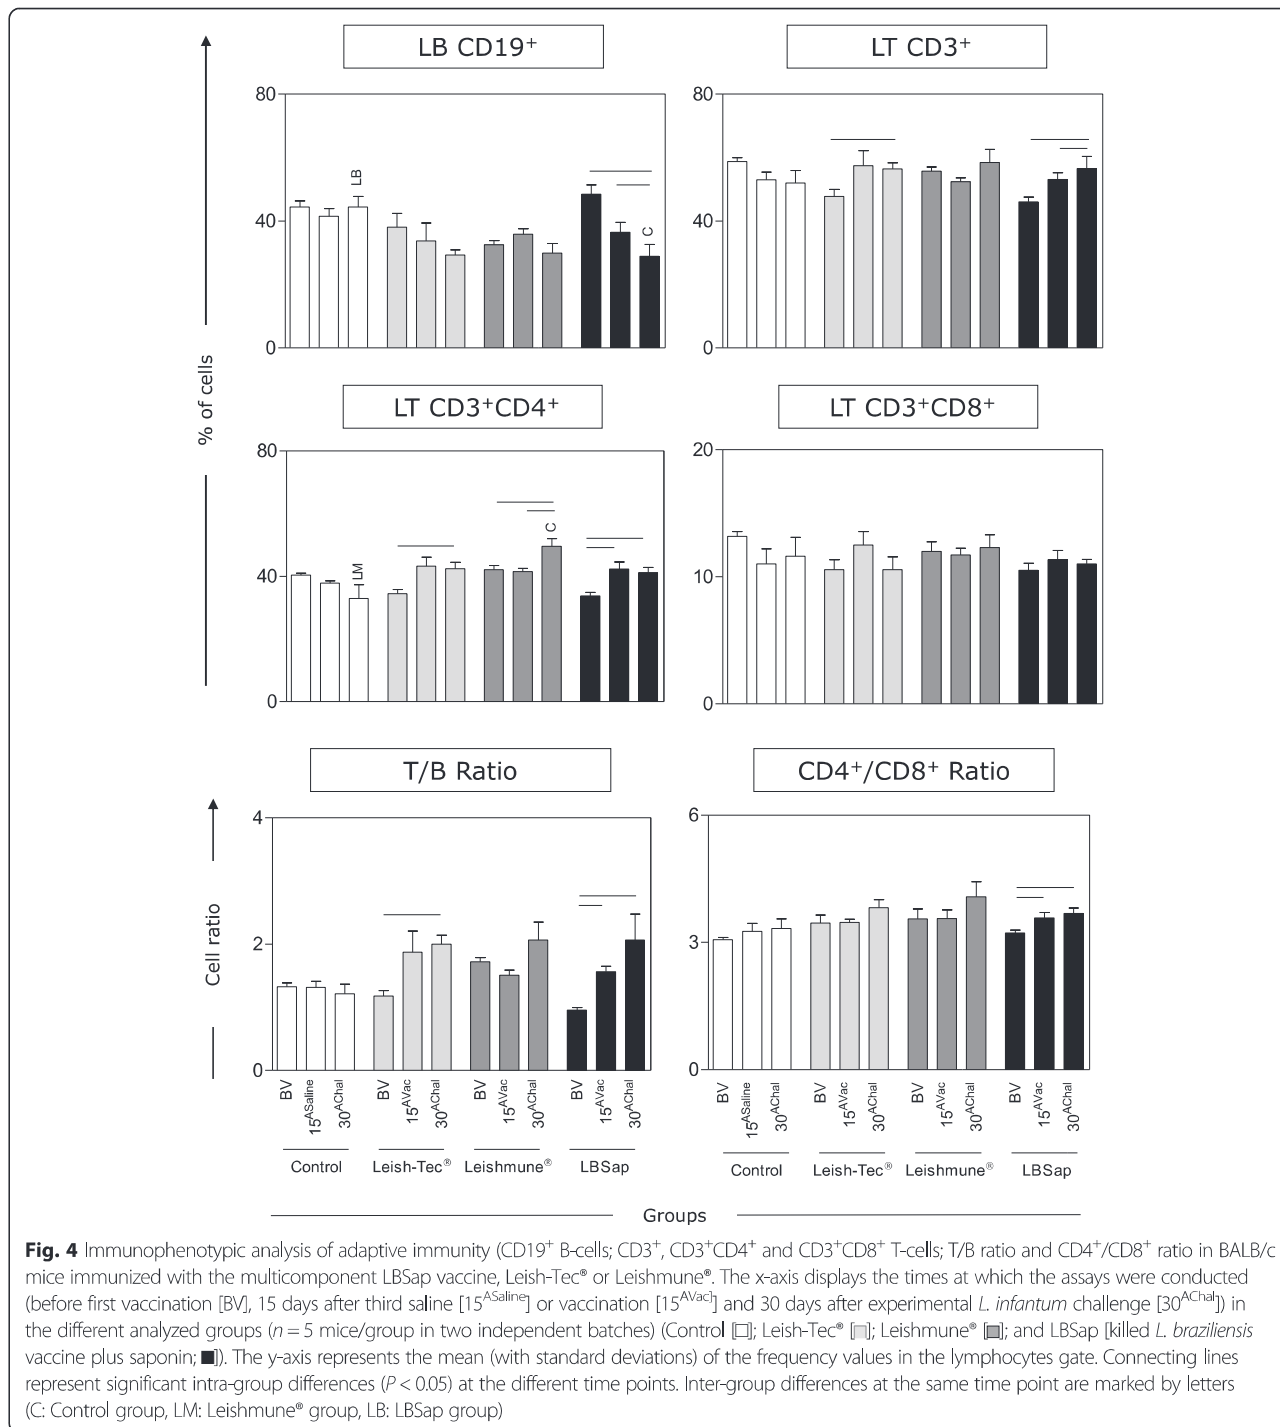 LB CD19⁺
LT CD3⁺
80
40
0
LB
C
80
40
0
% of cells
LT CD3⁺CD4⁺
LT CD3⁺CD8⁺
80
40
0
LM
C
20
10
0
T/B Ratio
CD4⁺/CD8⁺ Ratio
Cell ratio
4
2
0
6
3
0
BV 15ᴬSaline 30ᴬChal BV 15ᴬVac 30ᴬChal BV 15ᴬVac 30ᴬChal BV 15ᴬVac 30ᴬChal
Control Leish-Tec® Leishmune® LBSap
BV 15ᴬSaline 30ᴬChal BV 15ᴬVac 30ᴬChal BV 15ᴬVac 30ᴬChal BV 15ᴬVac 30ᴬChal
Control Leish-Tec® Leishmune® LBSap
Groups
Fig. 4 Immunophenotypic analysis of adaptive immunity (CD19⁺ B-cells; CD3⁺, CD3⁺CD4⁺ and CD3⁺CD8⁺ T-cells; T/B ratio and CD4⁺/CD8⁺ ratio in BALB/c
mice immunized with the multicomponent LBSap vaccine, Leish-Tec® or Leishmune®. The x-axis displays the times at which the assays were conducted
(before first vaccination [BV], 15 days after third saline [15ᴬSaline] or vaccination [15ᴬVac] and 30 days after experimental L. infantum challenge [30ᴬChal]) in
the different analyzed groups (n = 5 mice/group in two independent batches) (Control [□]; Leish-Tec® [■]; Leishmune® [■]; and LBSap [killed L. braziliensis
vaccine plus saponin; ■]). The y-axis represents the mean (with standard deviations) of the frequency values in the lymphocytes gate. Connecting lines
represent significant intra-group differences (P < 0.05) at the different time points. Inter-group differences at the same time point are marked by letters
(C: Control group, LM: Leishmune® group, LB: LBSap group)